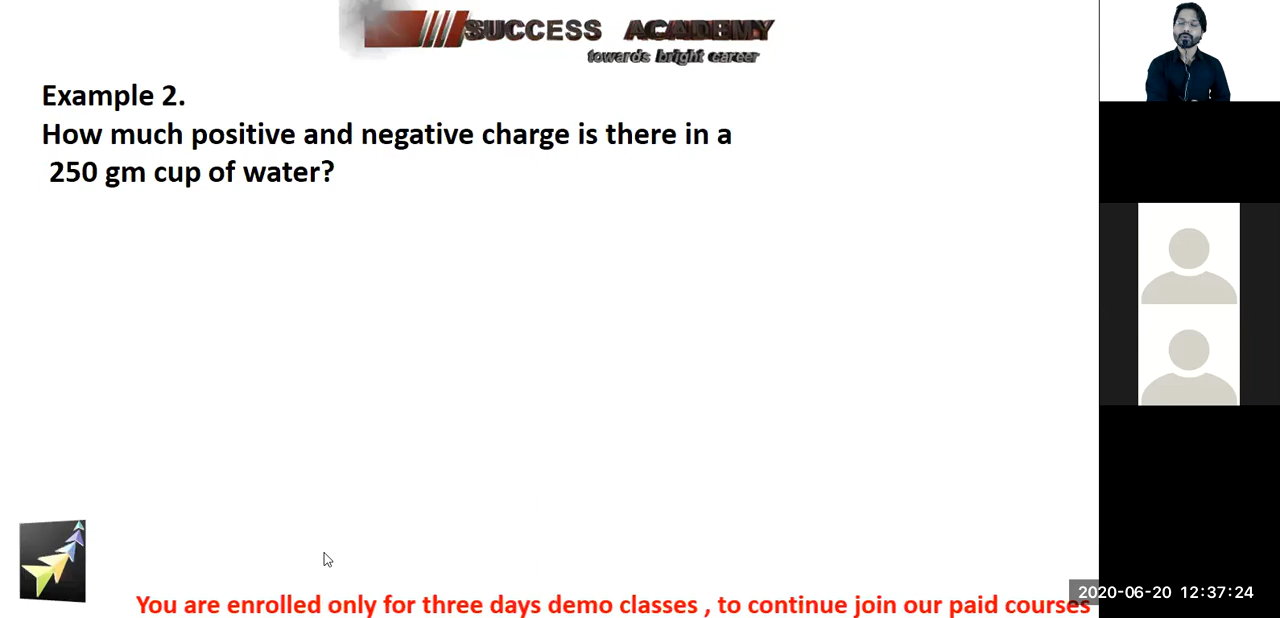 SUCCESS ACADEMY
towards bright career
Example 2.
How much positive and negative charge is there in a
250 gm cup of water?
You are enrolled only for three days demo classes , to continue join our paid courses
2020-06-20 12:37:24